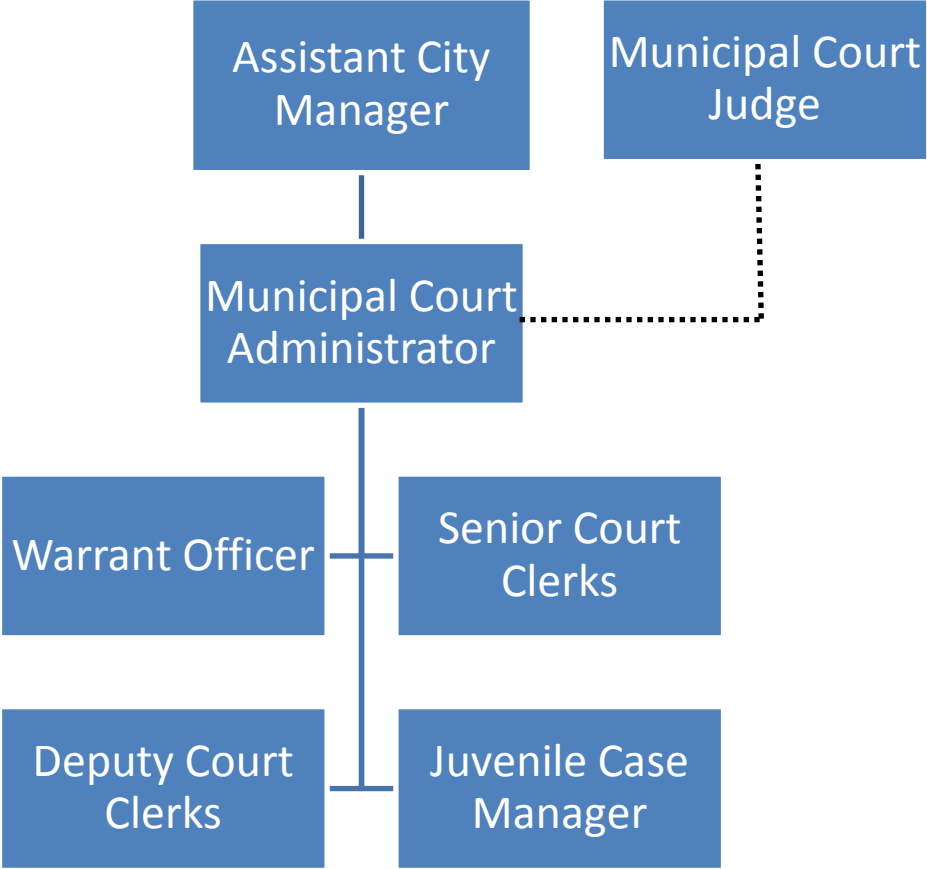 Assistant City
Manager
Municipal Court
Judge
Municipal Court
Administrator
Warrant Officer
Senior Court
Clerks
Deputy Court
Clerks
Juvenile Case
Manager